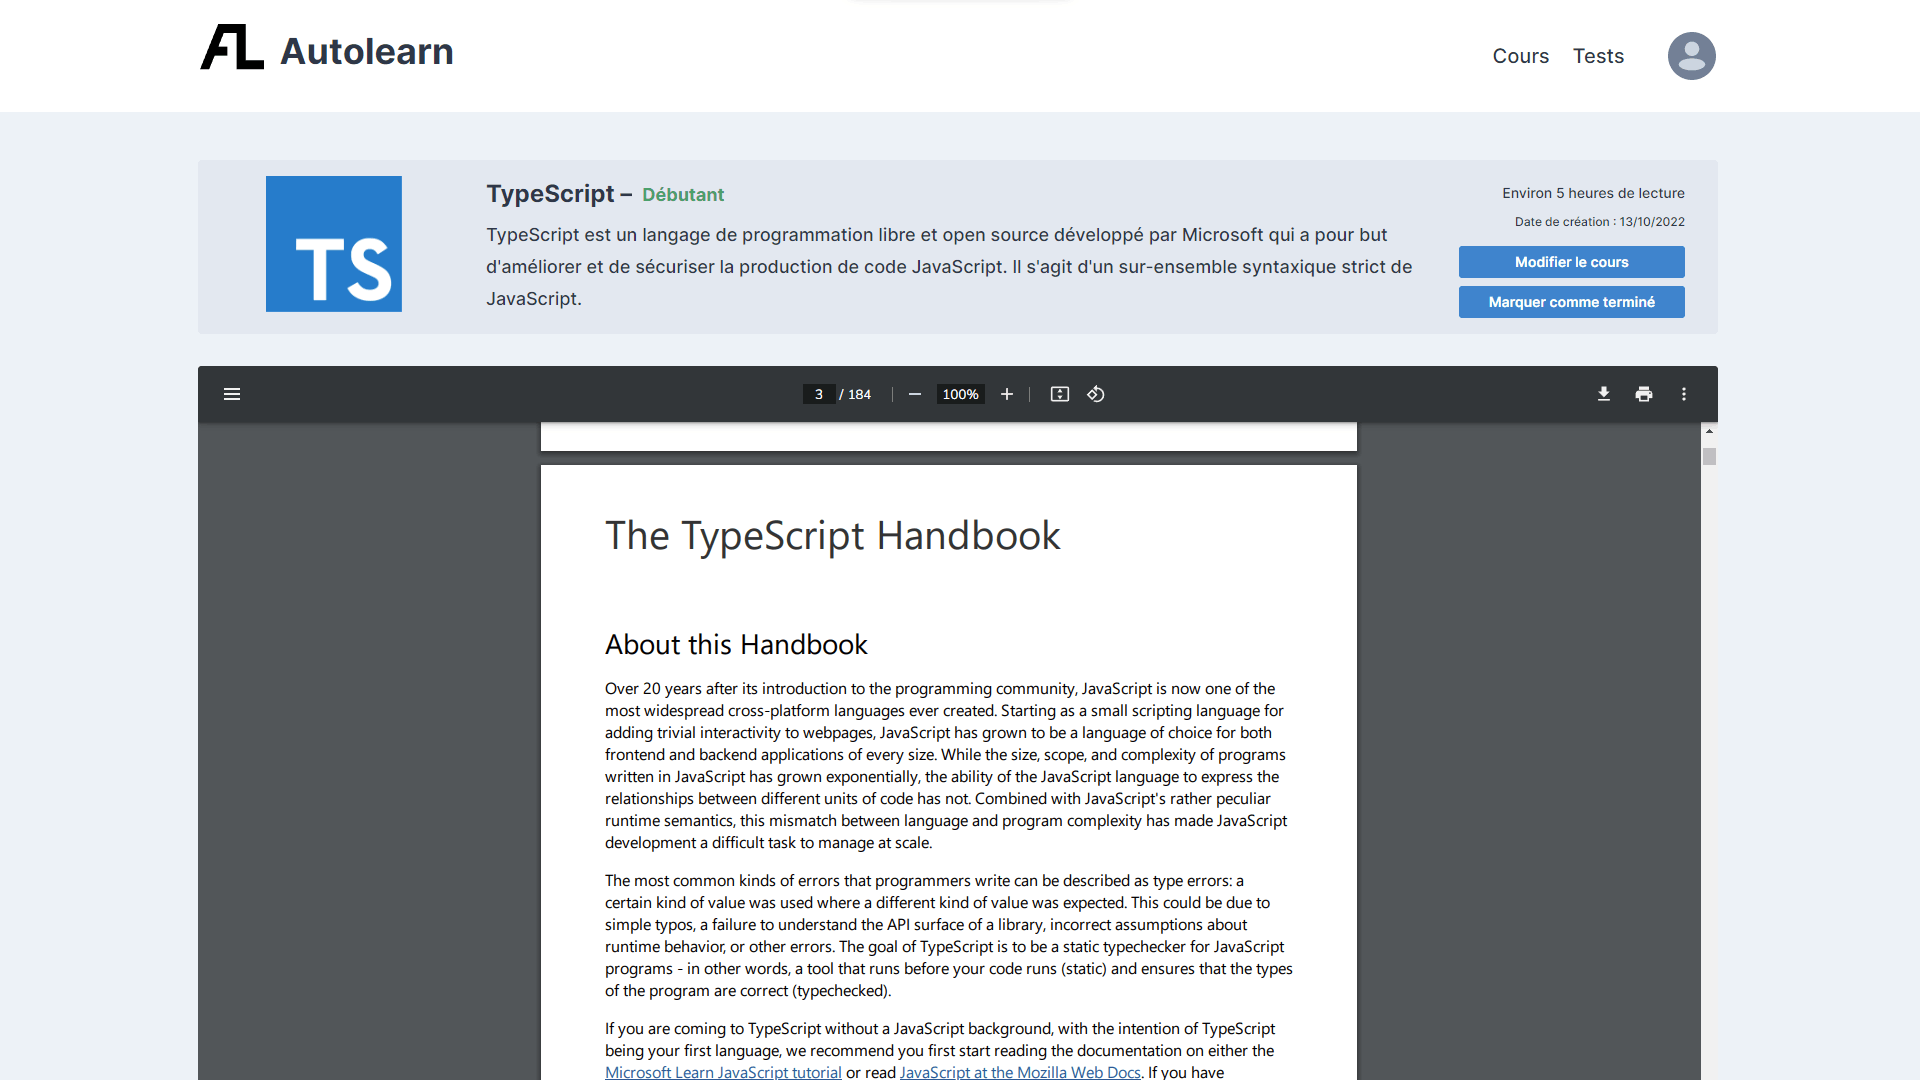 AL Autolearn
Cours Tests
TS
TypeScript – Débutant
TypeScript est un langage de programmation libre et open source développé par Microsoft qui a pour but
d'améliorer et de sécuriser la production de code JavaScript. Il s'agit d'un sur-ensemble syntaxique strict de
JavaScript.
Environ 5 heures de lecture
Date de création : 13/10/2022
Modifier le cours
Marquer comme terminé
3 / 184 100%
The TypeScript Handbook
About this Handbook
Over 20 years after its introduction to the programming community, JavaScript is now one of the
most widespread cross-platform languages ever created. Starting as a small scripting language for
adding trivial interactivity to webpages, JavaScript has grown to be a language of choice for both
frontend and backend applications of every size. While the size, scope, and complexity of programs
written in JavaScript has grown exponentially, the ability of the JavaScript language to express the
relationships between different units of code has not. Combined with JavaScript's rather peculiar
runtime semantics, this mismatch between language and program complexity has made JavaScript
development a difficult task to manage at scale.
The most common kinds of errors that programmers write can be described as type errors: a
certain kind of value was used where a different kind of value was expected. This could be due to
simple typos, a failure to understand the API surface of a library, incorrect assumptions about
runtime behavior, or other errors. The goal of TypeScript is to be a static typechecker for JavaScript
programs - in other words, a tool that runs before your code runs (static) and ensures that the types
of the program are correct (typechecked).
If you are coming to TypeScript without a JavaScript background, with the intention of TypeScript
being your first language, we recommend you first start reading the documentation on either the
Microsoft Learn JavaScript tutorial or read JavaScript at the Mozilla Web Docs. If you have